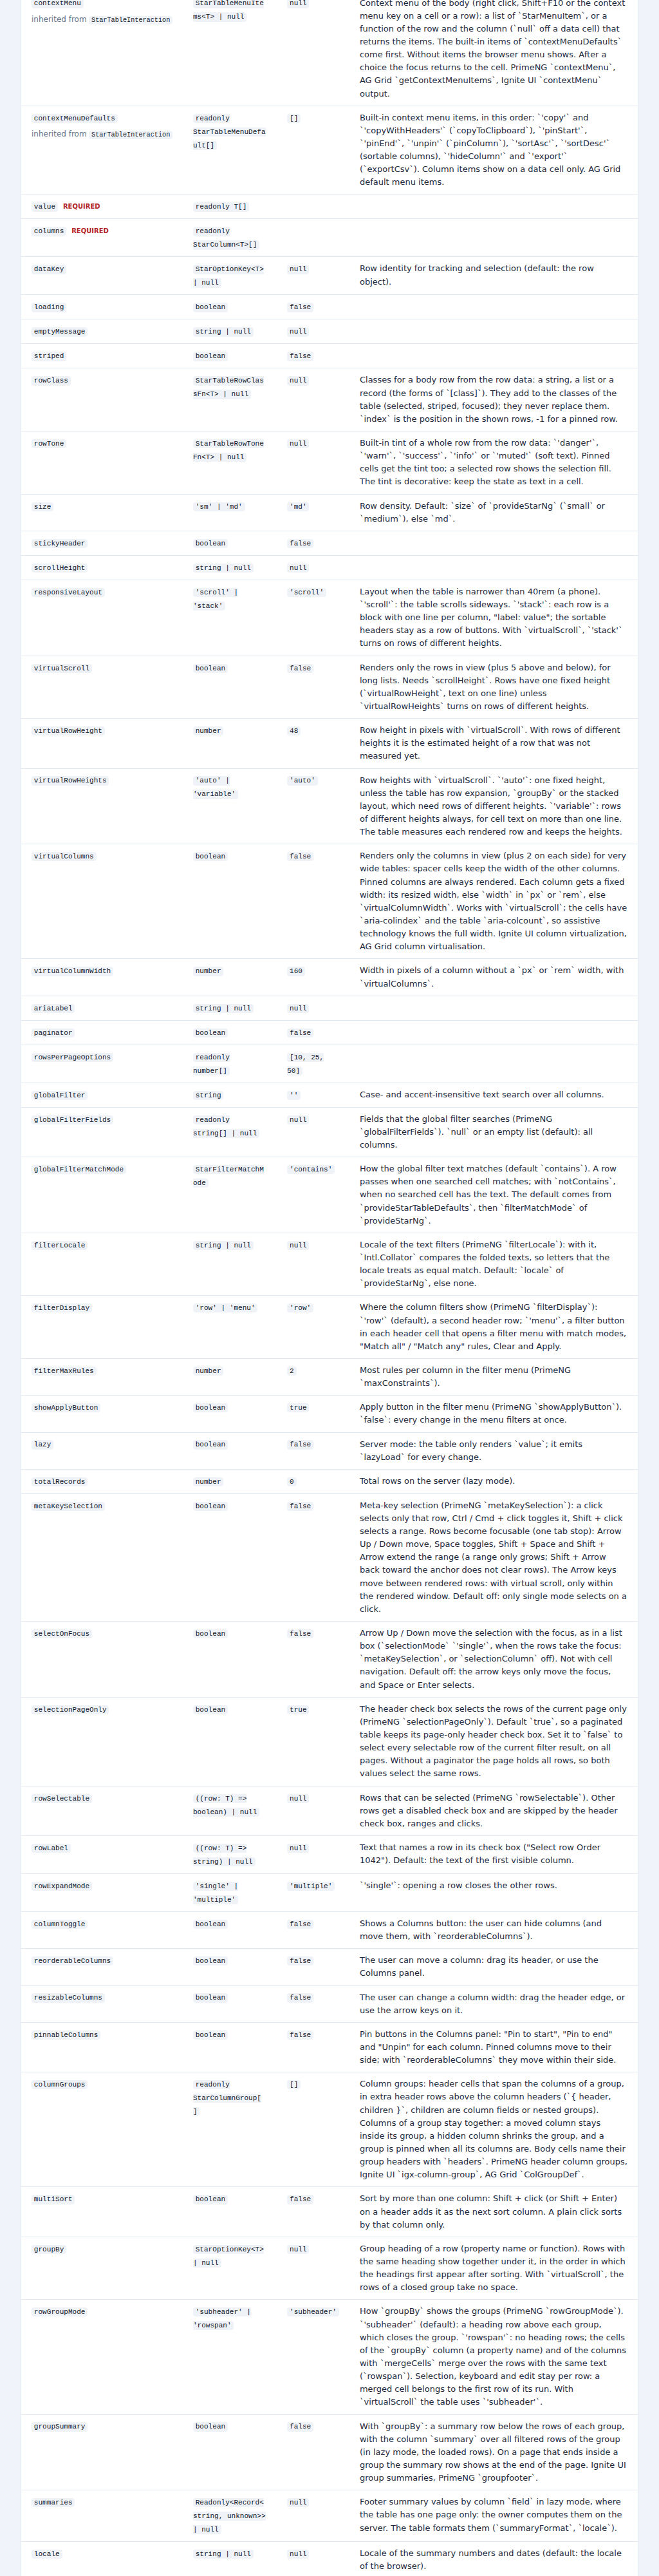 contextMenu
inherited from StarTableInteraction
StarTableMenuIte
ms<T> | null
null
Context menu of the body (right click, Shift+F10 or the context
menu key on a cell or a row): a list of `StarMenuItem`, or a
function of the row and the column (`null` off a data cell) that
returns the items. The built-in items of `contextMenuDefaults`
come first. Without items the browser menu shows. After a
choice the focus returns to the cell. PrimeNG `contextMenu`,
AG Grid `getContextMenuItems`, Ignite UI `contextMenu`
output.
contextMenuDefaults
inherited from StarTableInteraction
readonly
StarTableMenuDefa
ult[]
[]
Built-in context menu items, in this order: `'copy'` and
`'copyWithHeaders'` (`copyToClipboard`), `'pinStart'`,
`'pinEnd'`, `'unpin'` (`pinColumn`), `'sortAsc'`, `'sortDesc'`
(sortable columns), `'hideColumn'` and `'export'`
(`exportCsv`). Column items show on a data cell only. AG Grid
default menu items.
value REQUIRED
readonly T[]
columns REQUIRED
readonly
StarColumn<T>[]
dataKey
StarOptionKey<T>
| null
null
Row identity for tracking and selection (default: the row
object).
loading
boolean
false
emptyMessage
string | null
null
striped
boolean
false
rowClass
StarTableRowClas
sFn<T> | null
null
Classes for a body row from the row data: a string, a list or a
record (the forms of `[class]`). They add to the classes of the
table (selected, striped, focused); they never replace them.
`index` is the position in the shown rows, -1 for a pinned row.
rowTone
StarTableRowTone
Fn<T> | null
null
Built-in tint of a whole row from the row data: `'danger'`,
`'warn'`, `'success'`, `'info'` or `'muted'` (soft text). Pinned
cells get the tint too; a selected row shows the selection fill.
The tint is decorative: keep the state as text in a cell.
size
'sm' | 'md'
'md'
Row density. Default: `size` of `provideStarNg` (`small` or
`medium`), else `md`.
stickyHeader
boolean
false
scrollHeight
string | null
null
responsiveLayout
'scroll' |
'stack'
'scroll'
Layout when the table is narrower than 40rem (a phone).
`'scroll'`: the table scrolls sideways. `'stack'`: each row is a
block with one line per column, "label: value"; the sortable
headers stay as a row of buttons. With `virtualScroll`, `'stack'`
turns on rows of different heights.
virtualScroll
boolean
false
Renders only the rows in view (plus 5 above and below), for
long lists. Needs `scrollHeight`. Rows have one fixed height
(`virtualRowHeight`, text on one line) unless
`virtualRowHeights` turns on rows of different heights.
virtualRowHeight
number
48
Row height in pixels with `virtualScroll`. With rows of different
heights it is the estimated height of a row that was not
measured yet.
virtualRowHeights
'auto' |
'variable'
'auto'
Row heights with `virtualScroll`. `'auto'`: one fixed height,
unless the table has row expansion, `groupBy` or the stacked
layout, which need rows of different heights. `'variable'`: rows
of different heights always, for cell text on more than one line.
The table measures each rendered row and keeps the heights.
virtualColumns
boolean
false
Renders only the columns in view (plus 2 on each side) for very
wide tables: spacer cells keep the width of the other columns.
Pinned columns are always rendered. Each column gets a fixed
width: its resized width, else `width` in `px` or `rem`, else
`virtualColumnWidth`. Works with `virtualScroll`; the cells have
`aria-colindex` and the table `aria-colcount`, so assistive
technology knows the full width. Ignite UI column virtualization,
AG Grid column virtualisation.
virtualColumnWidth
number
160
Width in pixels of a column without a `px` or `rem` width, with
`virtualColumns`.
ariaLabel
string | null
null
paginator
boolean
false
rowsPerPageOptions
readonly
number[]
[10, 25,
50]
globalFilter
string
''
Case- and accent-insensitive text search over all columns.
globalFilterFields
readonly
string[] | null
null
Fields that the global filter searches (PrimeNG
`globalFilterFields`). `null` or an empty list (default): all
columns.
globalFilterMatchMode
StarFilterMatchM
ode
'contains'
How the global filter text matches (default `contains`). A row
passes when one searched cell matches; with `notContains`,
when no searched cell has the text. The default comes from
`provideStarTableDefaults`, then `filterMatchMode` of
`provideStarNg`.
filterLocale
string | null
null
Locale of the text filters (PrimeNG `filterLocale`): with it,
`Intl.Collator` compares the folded texts, so letters that the
locale treats as equal match. Default: `locale` of
`provideStarNg`, else none.
filterDisplay
'row' | 'menu'
'row'
Where the column filters show (PrimeNG `filterDisplay`):
`'row'` (default), a second header row; `'menu'`, a filter button
in each header cell that opens a filter menu with match modes,
"Match all" / "Match any" rules, Clear and Apply.
filterMaxRules
number
2
Most rules per column in the filter menu (PrimeNG
`maxConstraints`).
showApplyButton
boolean
true
Apply button in the filter menu (PrimeNG `showApplyButton`).
`false`: every change in the menu filters at once.
lazy
boolean
false
Server mode: the table only renders `value`; it emits
`lazyLoad` for every change.
totalRecords
number
0
Total rows on the server (lazy mode).
metaKeySelection
boolean
false
Meta-key selection (PrimeNG `metaKeySelection`): a click
selects only that row, Ctrl / Cmd + click toggles it, Shift + click
selects a range. Rows become focusable (one tab stop): Arrow
Up / Down move, Space toggles, Shift + Space and Shift +
Arrow extend the range (a range only grows; Shift + Arrow
back toward the anchor does not clear rows). The Arrow keys
move between rendered rows: with virtual scroll, only within
the rendered window. Default off: only single mode selects on a
click.
selectOnFocus
boolean
false
Arrow Up / Down move the selection with the focus, as in a list
box (`selectionMode` `'single'`, when the rows take the focus:
`metaKeySelection`, or `selectionColumn` off). Not with cell
navigation. Default off: the arrow keys only move the focus,
and Space or Enter selects.
selectionPageOnly
boolean
true
The header check box selects the rows of the current page only
(PrimeNG `selectionPageOnly`). Default `true`, so a paginated
table keeps its page-only header check box. Set it to `false` to
select every selectable row of the current filter result, on all
pages. Without a paginator the page holds all rows, so both
values select the same rows.
rowSelectable
((row: T) =>
boolean) | null
null
Rows that can be selected (PrimeNG `rowSelectable`). Other
rows get a disabled check box and are skipped by the header
check box, ranges and clicks.
rowLabel
((row: T) =>
string) | null
null
Text that names a row in its check box ("Select row Order
1042"). Default: the text of the first visible column.
rowExpandMode
'single' |
'multiple'
'multiple'
`'single'`: opening a row closes the other rows.
columnToggle
boolean
false
Shows a Columns button: the user can hide columns (and
move them, with `reorderableColumns`).
reorderableColumns
boolean
false
The user can move a column: drag its header, or use the
Columns panel.
resizableColumns
boolean
false
The user can change a column width: drag the header edge, or
use the arrow keys on it.
pinnableColumns
boolean
false
Pin buttons in the Columns panel: "Pin to start", "Pin to end"
and "Unpin" for each column. Pinned columns move to their
side; with `reorderableColumns` they move within their side.
columnGroups
readonly
StarColumnGroup[
]
[]
Column groups: header cells that span the columns of a group,
in extra header rows above the column headers (`{ header,
children }`, children are column fields or nested groups).
Columns of a group stay together: a moved column stays
inside its group, a hidden column shrinks the group, and a
group is pinned when all its columns are. Body cells name their
group headers with `headers`. PrimeNG header column groups,
Ignite UI `igx-column-group`, AG Grid `ColGroupDef`.
multiSort
boolean
false
Sort by more than one column: Shift + click (or Shift + Enter)
on a header adds it as the next sort column. A plain click sorts
by that column only.
groupBy
StarOptionKey<T>
| null
null
Group heading of a row (property name or function). Rows with
the same heading show together under it, in the order in which
the headings first appear after sorting. With `virtualScroll`, the
rows of a closed group take no space.
rowGroupMode
'subheader' |
'rowspan'
'subheader'
How `groupBy` shows the groups (PrimeNG `rowGroupMode`).
`'subheader'` (default): a heading row above each group,
which closes the group. `'rowspan'`: no heading rows; the cells
of the `groupBy` column (a property name) and of the columns
with `mergeCells` merge over the rows with the same text
(`rowspan`). Selection, keyboard and edit stay per row: a
merged cell belongs to the first row of its run. With
`virtualScroll` the table uses `'subheader'`.
groupSummary
boolean
false
With `groupBy`: a summary row below the rows of each group,
with the column `summary` over all filtered rows of the group
(in lazy mode, the loaded rows). On a page that ends inside a
group the summary row shows at the end of the page. Ignite UI
group summaries, PrimeNG `groupfooter`.
summaries
Readonly<Record<
string, unknown>>
| null
null
Footer summary values by column `field` in lazy mode, where
the table has one page only: the owner computes them on the
server. The table formats them (`summaryFormat`, `locale`).
locale
string | null
null
Locale of the summary numbers and dates (default: the locale
of the browser).